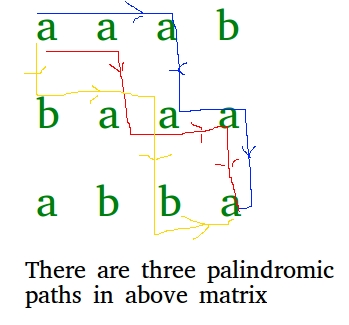 a a a b
b a a a
a b b a
There are three palindromic
paths in above matrix